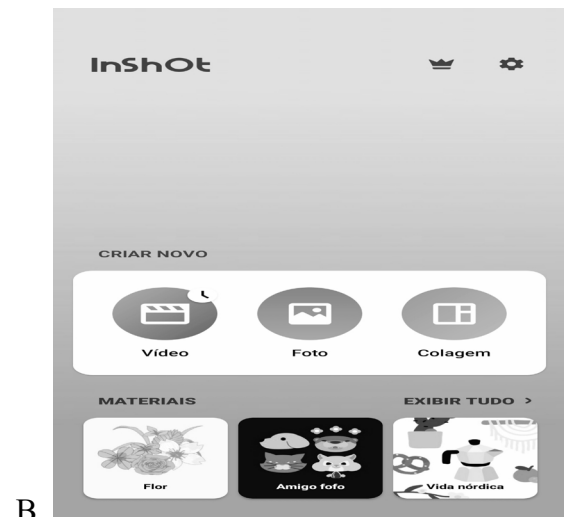 InShOt
CRIAR NOVO
Vídeo Foto Colagem
MATERIAIS EXIBIR TUDO >
Flor Amigo fofo Vida nórdica
B